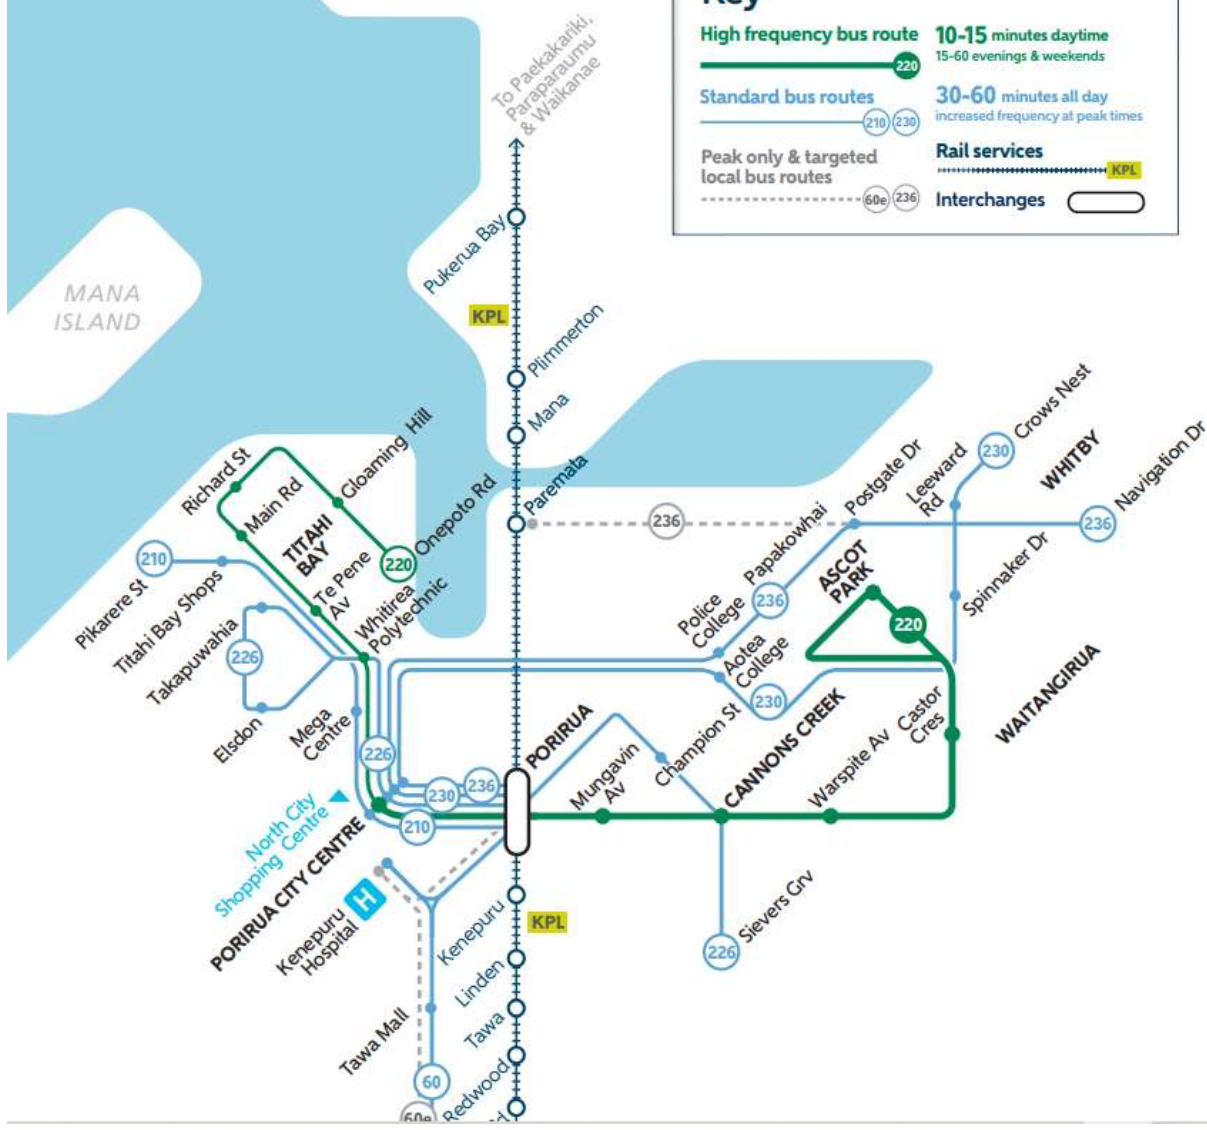 Key
High frequency bus route
220
10-15 minutes daytime
15-60 evenings & weekends
Standard bus routes
210
230
30-60 minutes all day
increased frequency at peak times
Peak only & targeted
local bus routes
60e
236
Rail services
KPL
Interchanges
To Paekakariki,
Paraparaumu
& Waikanae
Pukerua Bay
KPL
MANA
ISLAND
Plimmerton
Mana
Paremata
Richard St
Main Rd
Gloaming Hill
TITAHI
BAY
220
Onepoto Rd
Te Pene
Av
Whitirea
Polytechnic
210
Pikarere St
Titahi Bay Shops
Takapuwahia
226
Elsdon
Mega
Centre
226
236
230
210
North City
Shopping Centre
PORIRUA CITY CENTRE
Kenepuru
Hospital
H
PORIRUA
236
Postgate Dr
Papakowhai
236
Police
College
Aotea
College
230
Leeward
Rd
230
Crows Nest
WHITBY
236
Navigation Dr
Spinnaker Dr
ASCOT
PARK
220
WAITANGIRUA
Castor
Cres
Warspite Av
CANNONS CREEK
Champion St
Mungavin
Av
226
Sievers Grv
Kenepuru
KPL
Linden
Tawa
Redwood
d
Tawa Mall
60
60e